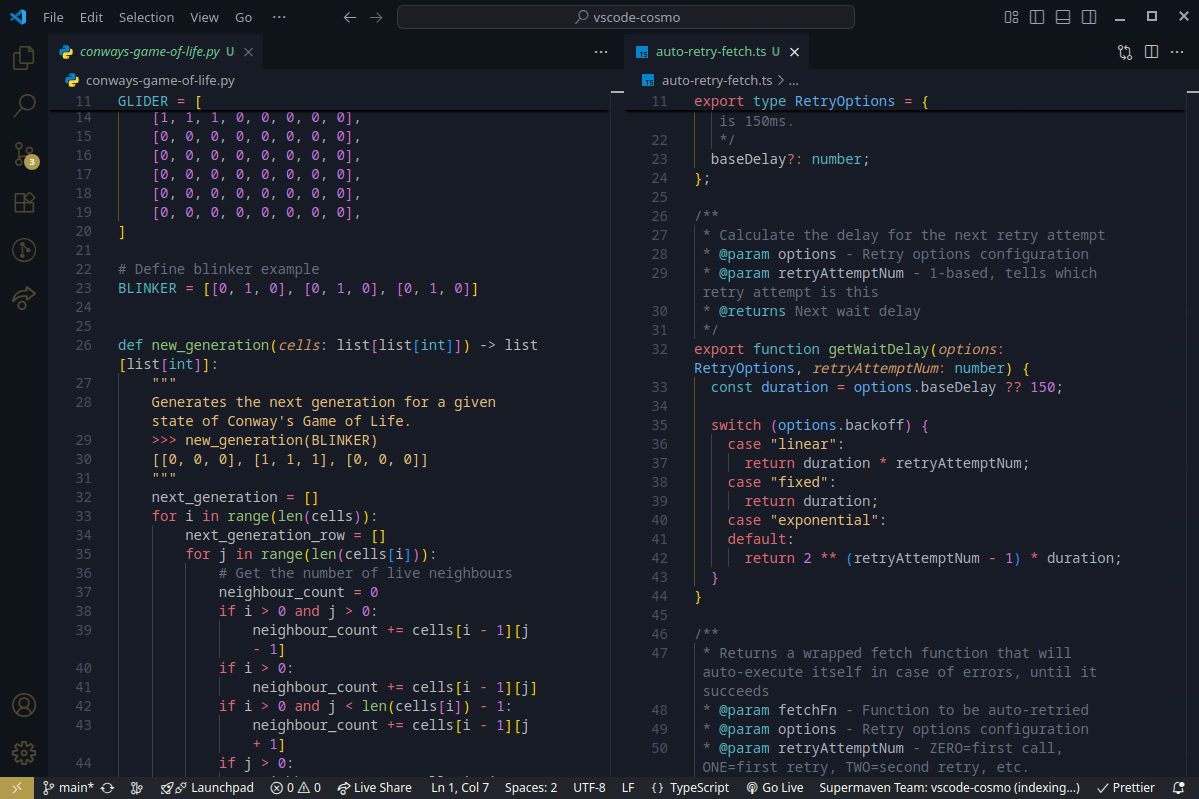 File Edit Selection View Go ···
vscode-cosmo
conways-game-of-life.py U
conways-game-of-life.py
11 GLIDER = [
14 [1, 1, 1, 0, 0, 0, 0, 0],
15 [0, 0, 0, 0, 0, 0, 0, 0],
16 [0, 0, 0, 0, 0, 0, 0, 0],
17 [0, 0, 0, 0, 0, 0, 0, 0],
18 [0, 0, 0, 0, 0, 0, 0, 0],
19 [0, 0, 0, 0, 0, 0, 0, 0],
20 ]
21
22 # Define blinker example
23 BLINKER = [[0, 1, 0], [0, 1, 0], [0, 1, 0]]
24
25
26 def new_generation(cells: list[list[int]]) -> list
[list[int]]:
27 """
28 Generates the next generation for a given
state of Conway's Game of Life.
29 >>> new_generation(BLINKER)
30 [[0, 0, 0], [1, 1, 1], [0, 0, 0]]
31 """
32 next_generation = []
33 for i in range(len(cells)):
34 next_generation_row = []
35 for j in range(len(cells[i])):
36 # Get the number of live neighbours
37 neighbour_count = 0
38 if i > 0 and j > 0:
39 neighbour_count += cells[i - 1][j
- 1]
40 if i > 0:
41 neighbour_count += cells[i - 1][j]
42 if i > 0 and j < len(cells[i]) - 1:
43 neighbour_count += cells[i - 1][j
+ 1]
44 if j > 0:
TS auto-retry-fetch.ts U
TS auto-retry-fetch.ts > ...
11 export type RetryOptions = {
is 150ms.
22 */
23 baseDelay?: number;
24 };
25
26 /**
27 * Calculate the delay for the next retry attempt
28 * @param options - Retry options configuration
29 * @param retryAttemptNum - 1-based, tells which
retry attempt is this
30 * @returns Next wait delay
31 */
32 export function getWaitDelay(options:
RetryOptions, retryAttemptNum: number) {
33 const duration = options.baseDelay ?? 150;
34
35 switch (options.backoff) {
36 case "linear":
37 return duration * retryAttemptNum;
38 case "fixed":
39 return duration;
40 case "exponential":
41 default:
42 return 2 ** (retryAttemptNum - 1) * duration;
43 }
44 }
45
46 /**
47 * Returns a wrapped fetch function that will
auto-execute itself in case of errors, until it
succeeds
48 * @param fetchFn - Function to be auto-retried
49 * @param options - Retry options configuration
50 * @param retryAttemptNum - ZERO=first call,
ONE=first retry, TWO=second retry, etc.
3
main* Launchpad 0 0 Live Share Ln 1, Col 7 Spaces: 2 UTF-8 LF {} TypeScript Go Live Supermaven Team: vscode-cosmo (indexing...) Prettier